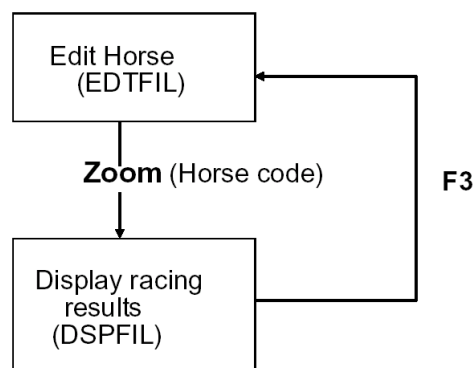 Edit Horse
(EDTFIL)
Zoom (Horse code)
F3
Display racing
results
(DSPFIL)